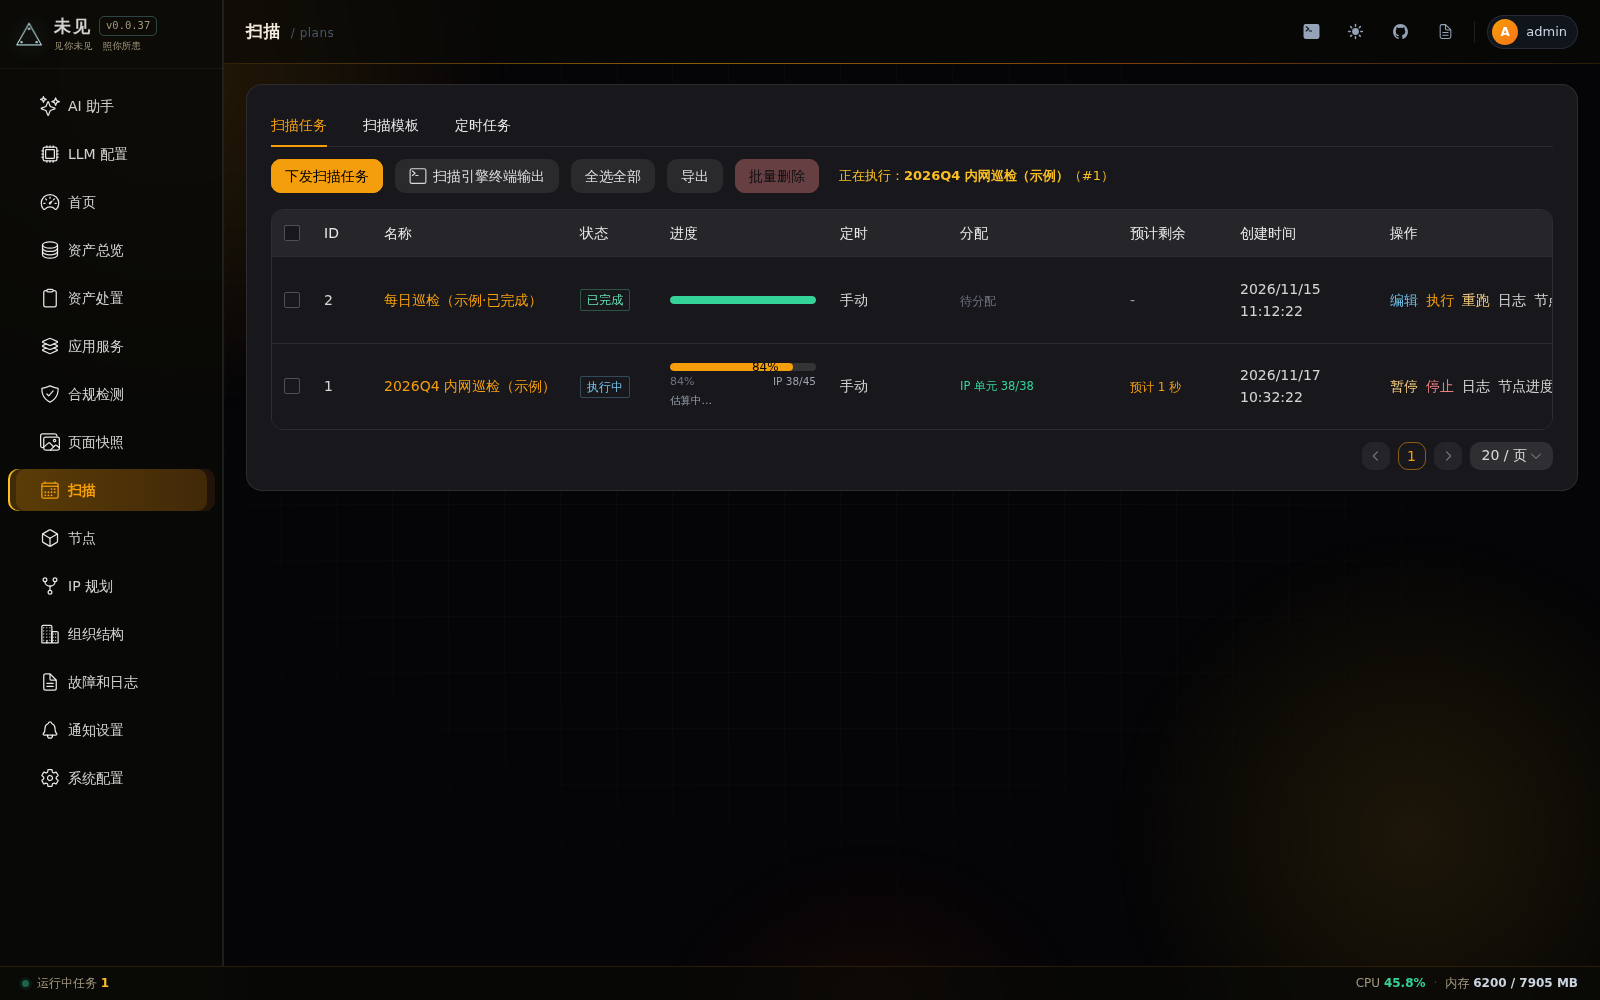 未见 v0.0.37
见你未见 照你所患
扫描 / plans
A admin
AI 助手
LLM 配置
首页
资产总览
资产处置
应用服务
合规检测
页面快照
扫描
节点
IP 规划
组织结构
故障和日志
通知设置
系统配置
扫描任务 扫描模板 定时任务
下发扫描任务 扫描引擎终端输出 全选全部 导出 批量删除 正在执行：2026Q4 内网巡检（示例）（#1）
ID 名称 状态 进度 定时 分配 预计剩余 创建时间 操作
2 每日巡检（示例·已完成） 已完成 手动 待分配 - 2026/11/15 11:12:22 编辑 执行 重跑 日志 节点
1 2026Q4 内网巡检（示例） 执行中 84% 手动 IP 单元 38/38 预计 1 秒 2026/11/17 10:32:22 暂停 停止 日志 节点进度
84% IP 38/45
估算中...
1 20 / 页
运行中任务 1
CPU 45.8% · 内存 6200 / 7905 MB